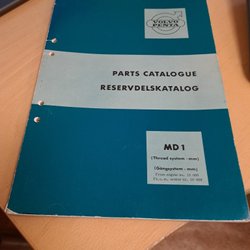 VOLVO
PENTA
PARTS CATALOGUE
RESERVDELSKATALOG
MD 1
(Thread system - mm)
(Gängsystem - mm)